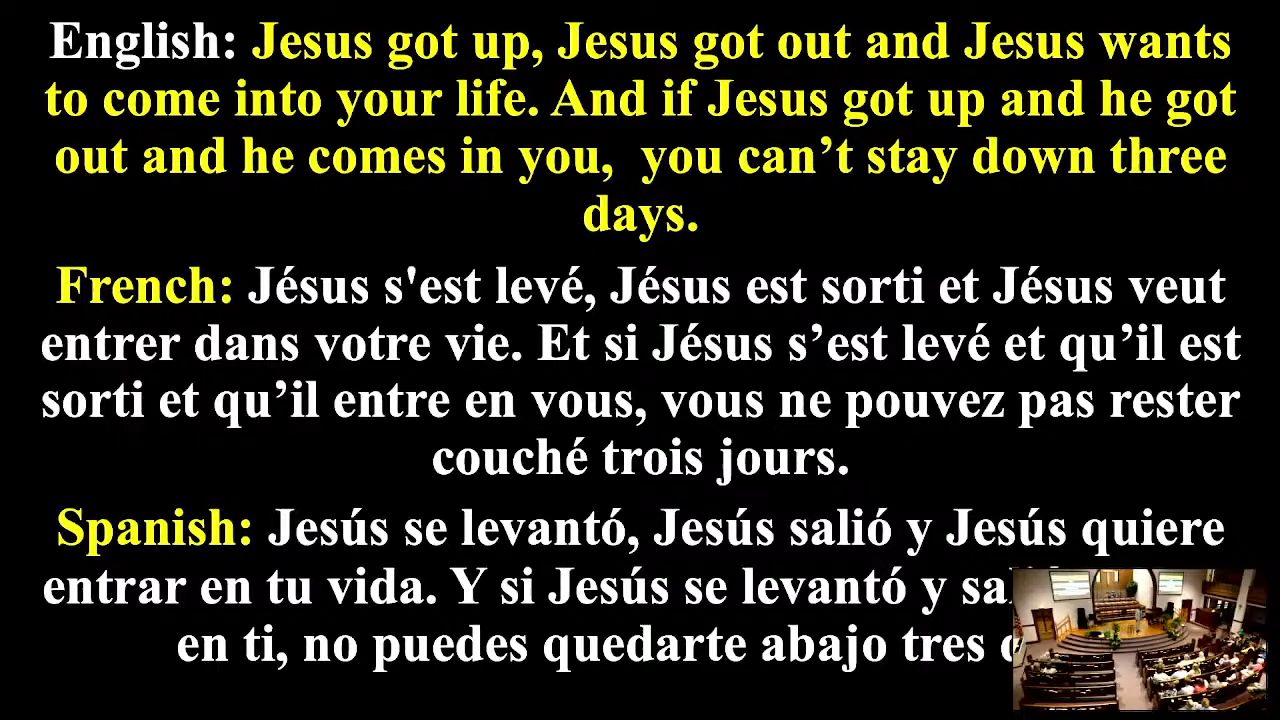 English: Jesus got up, Jesus got out and Jesus wants
to come into your life. And if Jesus got up and he got
out and he comes in you,  you can’t stay down three
days.
French: Jésus s'est levé, Jésus est sorti et Jésus veut
entrer dans votre vie. Et si Jésus s’est levé et qu’il est
sorti et qu’il entre en vous, vous ne pouvez pas rester
couché trois jours.
Spanish: Jesús se levantó, Jesús salió y Jesús quiere
entrar en tu vida. Y si Jesús se levantó y
en ti, no puedes quedarte abajo tres